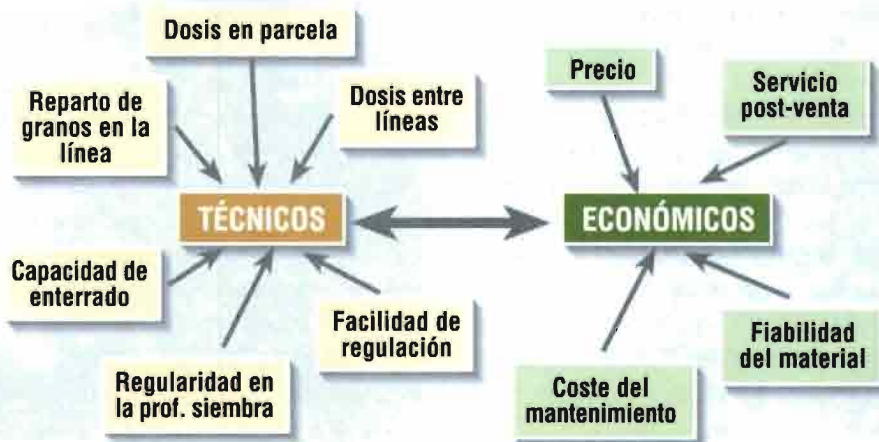 Dosis en parcela
Reparto de
granos en la
línea
Dosis entre
líneas
TÉCNICOS
Capacidad de
enterrado
Regularidad en
la prof. siembra
Facilidad de
regulación
Precio
Servicio
post-venta
ECONÓMICOS
Coste del
mantenimiento
Fiabilidad
del material